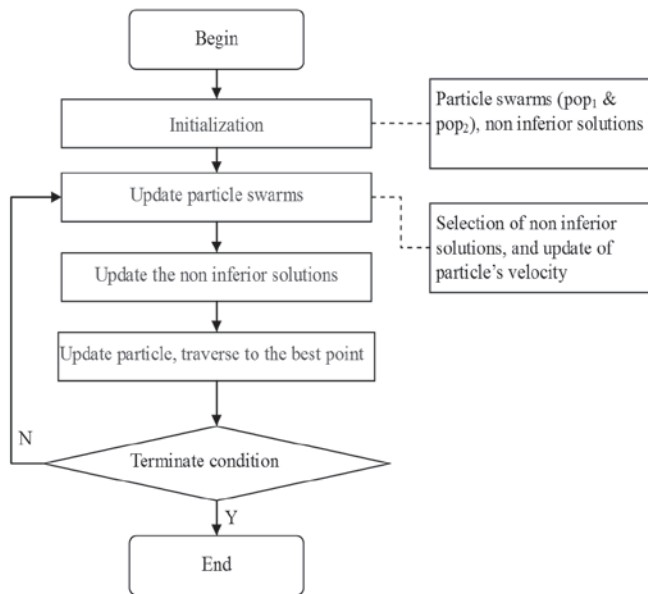 Begin
Initialization
Particle swarms (pop₁ &
pop₂), non inferior solutions
Update particle swarms
Selection of non inferior
solutions, and update of
particle's velocity
Update the non inferior solutions
Update particle, traverse to the best point
N
Terminate condition
Y
End